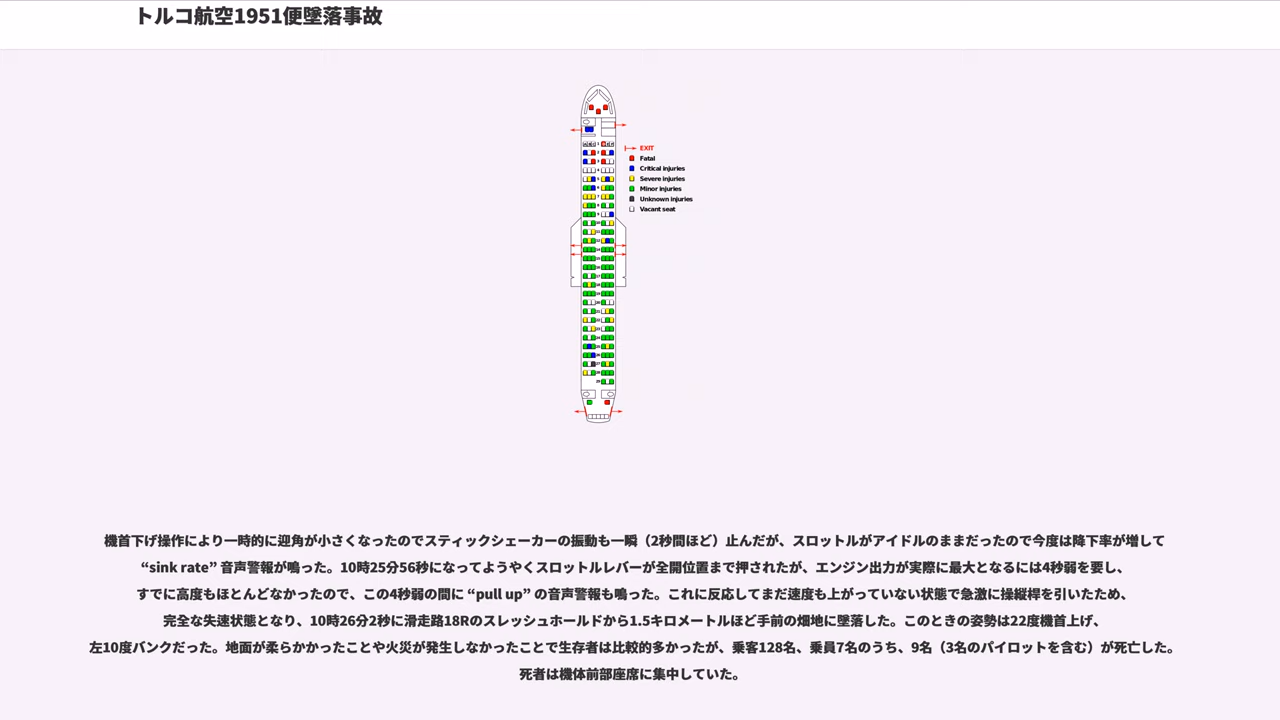 トルコ航空1951便墜落事故
EXIT
Fatal
Critical injuries
Severe injuries
Minor injuries
Unknown injuries
Vacant seat
機首下げ操作により一時的に迎角が小さくなったのでスティックシェーカーの振動も一瞬（2秒間ほど）止んだが、スロットルがアイドルのままだったので今度は降下率が増して
“sink rate” 音声警報が鳴った。10時25分56秒になってようやくスロットルレバーが全開位置まで押されたが、エンジン出力が実際に最大となるには4秒弱を要し、
すでに高度もほとんどなかったので、この4秒弱の間に “pull up” の音声警報も鳴った。これに反応してまだ速度も上がっていない状態で急激に操縦桿を引いたため、
完全な失速状態となり、10時26分2秒に滑走路18Rのスレッショホールドから1.5キロメートルほど手前の畑地に墜落した。このときの姿勢は22度機首上げ、
左10度バンクだった。地面が柔らかかったことや火災が発生しなかったことで生存者は比較的多かったが、乗客128名、乗員7名のうち、9名（3名のパイロットを含む）が死亡した。
死者は機体前部座席に集中していた。